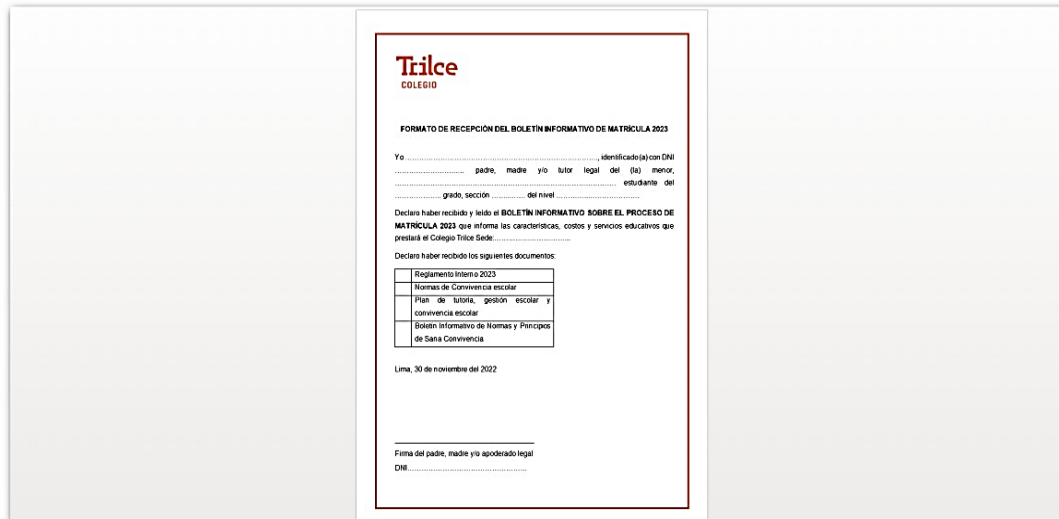 Trilce
COLEGIO
FORMATO DE RECEPCIÓN DEL BOLETÍN INFORMATIVO DE MATRÍCULA 2023
Yo ……………………………………………………………………, identificado(a) con DNI
………………………. padre, madre y/o tutor legal del (la) menor,
……………………………………………………………………………… estudiante del
………………. grado, sección …………. del nivel …………………………….
Declaro haber recibido y leído el BOLETÍN INFORMATIVO SOBRE EL PROCESO DE
MATRÍCULA 2023 que informa las características, costos y servicios educativos que
prestará el Colegio Trilce Sede:…………………………..
Declaro haber recibido los siguientes documentos:
Reglamento Interno 2023
Normas de Convivencia escolar
Plan de tutoría, gestión escolar y
convivencia escolar
Boletín Informativo de Normas y Principios
de Sana Convivencia
Lima, 30 de noviembre del 2022
Firma del padre, madre y/o apoderado legal
DNI…………………………………………